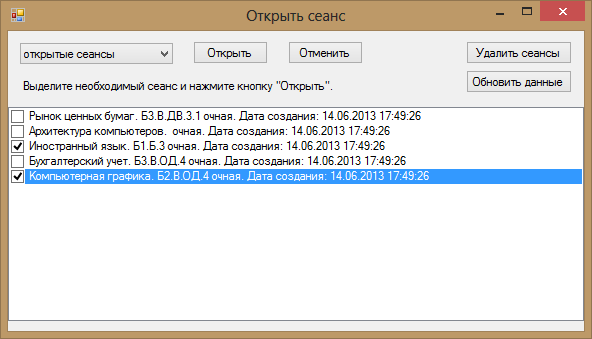 Открыть сеанс
открытые сеансы
Открыть
Отменить
Удалить сеансы
Выделите необходимый сеанс и нажмите кнопку "Открыть".
Обновить данные
Рынок ценных бумаг. Б3.В.ДВ.3.1 очная. Дата создания: 14.06.2013 17:49:26
Архитектура компьютеров.  очная. Дата создания: 14.06.2013 17:49:26
Иностранный язык. Б1.Б.3 очная. Дата создания: 14.06.2013 17:49:26
Бухгалтерский учет. Б3.В.ОД.4 очная. Дата создания: 14.06.2013 17:49:26
Компьютерная графика. Б2.В.ОД.4 очная. Дата создания: 14.06.2013 17:49:26